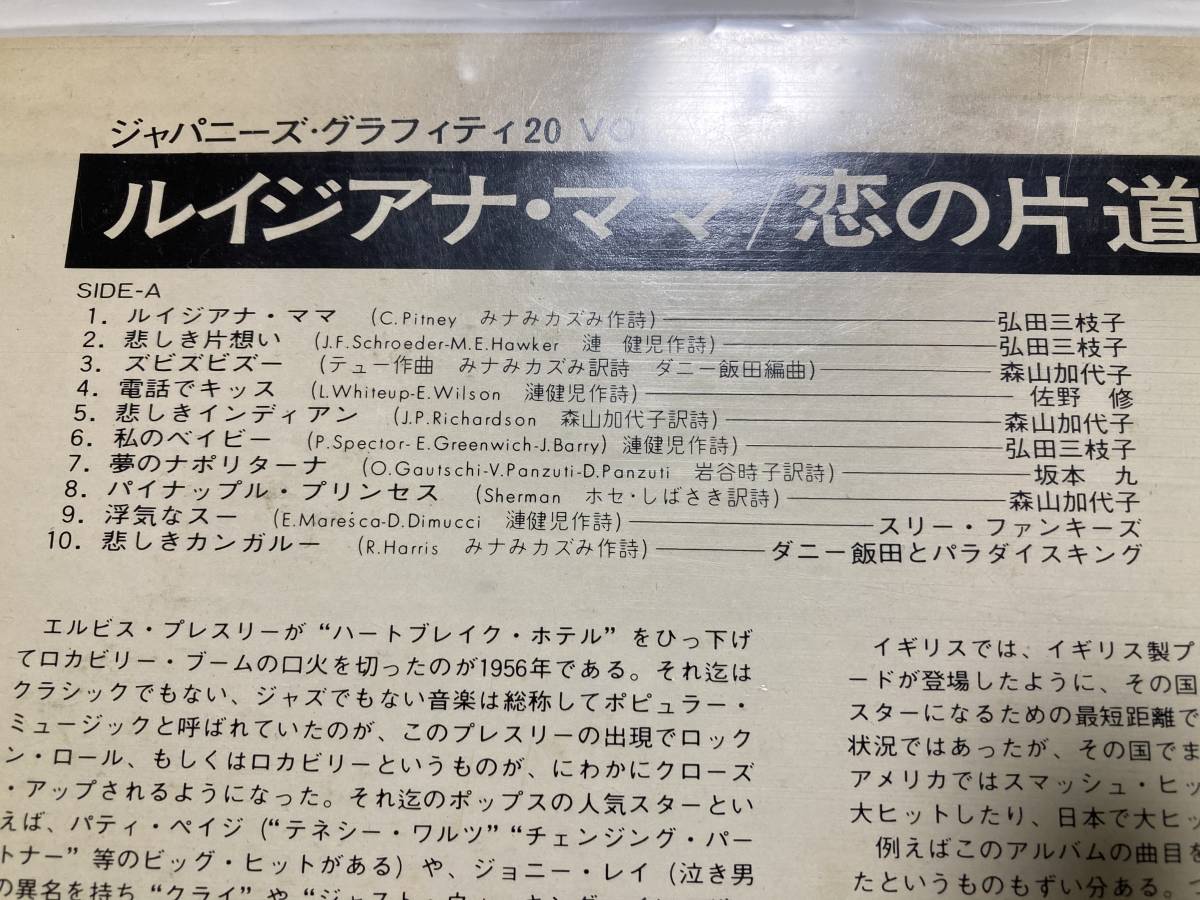 ジャパニーズ・グラフィティ20 VO
ルイジアナ・ママ/恋の片道
SIDE-A
1. ルイジアナ・ママ (C.Pitney みナみカズみ作詩) 弘田三枝子
2. 悲しき片想い (J.F.Schroeder-M.E.Hawker 漣 健児作詩) 弘田三枝子
3. ズビズビズー (テュー作曲 みナみカズみ訳詩 ダニー飯田編曲) 森山加代子
4. 電話でキッス (L.Whiteup-E.Wilson 漣健児作詩) 佐野 修
5. 悲しきインディアン (J.P.Richardson 森山加代子訳詩) 森山加代子
6. 私のベイビー (P.Spector-E.Greenwich-J.Barry) 漣健児作詩) 弘田三枝子
7. 夢のナポリターナ (O.Gautschi-V.Panzuti-D.Panzuti 岩谷時子訳詩) 坂本 九
8. パイナップル・プリンセス (Sherman ホセ・しばさき訳詩) 森山加代子
9. 浮気なスー (E.Maresca-D.Dimucci 漣健児作詩) スリー・ファンキーズ
10. 悲しきカンガルー (R.Harris みナみカズみ作詩) ダニー飯田とパラダイスキング
エルビス・プレスリーが“ハートブレイク・ホテル”をひっ下げ
てロカビリー・ブームの口火を切ったのが1956年である。それ迄は
クラシックでもない、ジャズでもない音楽は総称してポピュラー・
ミュージックと呼ばれていたのが、このプレスリーの出現でロック
ン・ロール、もしくはロカビリーというものが、にわかにクローズ
・アップされるようになった。それ迄のポップスの人気スターとい
えば、パティ・ペイジ(“テネシー・ワルツ”“チェンジング・パー
トナー”等のビッグ・ヒットがある)や、ジョニー・レイ(泣き男
の異名を持ち“クライ”や“ジャスト・ウォーキング・イン・ザ・
イギリスでは、イギリス製プ
ードが登場したように、その国
スターになるための最短距離で
状況ではあったが、その国でま
アメリカではスマッシュ・ヒッ
大ヒットしたり、日本で大ヒッ
例えばこのアルバムの曲目を
たというものもずい分ある。